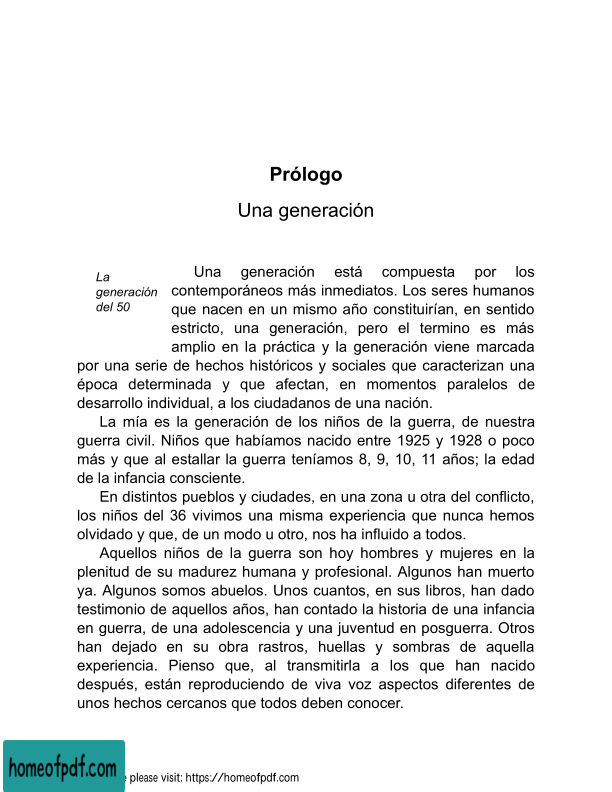 Prólogo
Una generación
La
generación
del 50
Una generación está compuesta por los
contemporáneos más inmediatos. Los seres humanos
que nacen en un mismo año constituirían, en sentido
estricto, una generación, pero el termino es más
amplio en la práctica y la generación viene marcada
por una serie de hechos históricos y sociales que caracterizan una
época determinada y que afectan, en momentos paralelos de
desarrollo individual, a los ciudadanos de una nación.
La mía es la generación de los niños de la guerra, de nuestra
guerra civil. Niños que habíamos nacido entre 1925 y 1928 o poco
más y que al estallar la guerra teníamos 8, 9, 10, 11 años; la edad
de la infancia consciente.
En distintos pueblos y ciudades, en una zona u otra del conflicto,
los niños del 36 vivimos una misma experiencia que nunca hemos
olvidado y que, de un modo u otro, nos ha influido a todos.
Aquellos niños de la guerra son hoy hombres y mujeres en la
plenitud de su madurez humana y profesional. Algunos han muerto
ya. Algunos somos abuelos. Unos cuantos, en sus libros, han dado
testimonio de aquellos años, han contado la historia de una infancia
en guerra, de una adolescencia y una juventud en posguerra. Otros
han dejado en su obra rastros, huellas y sombras de aquella
experiencia. Pienso que, al transmitirla a los que han nacido
después, están reproduciendo de viva voz aspectos diferentes de
unos hechos cercanos que todos deben conocer.
homeofpdf.com
please visit: https://homeofpdf.com